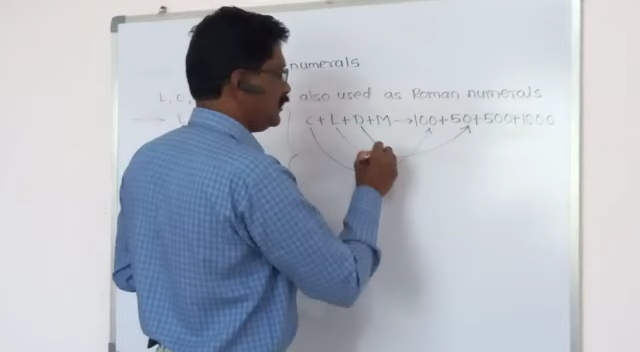 numerals
L, C, also used as Roman numerals
L C + L + D + M → 100 + 50 + 500 + 1000